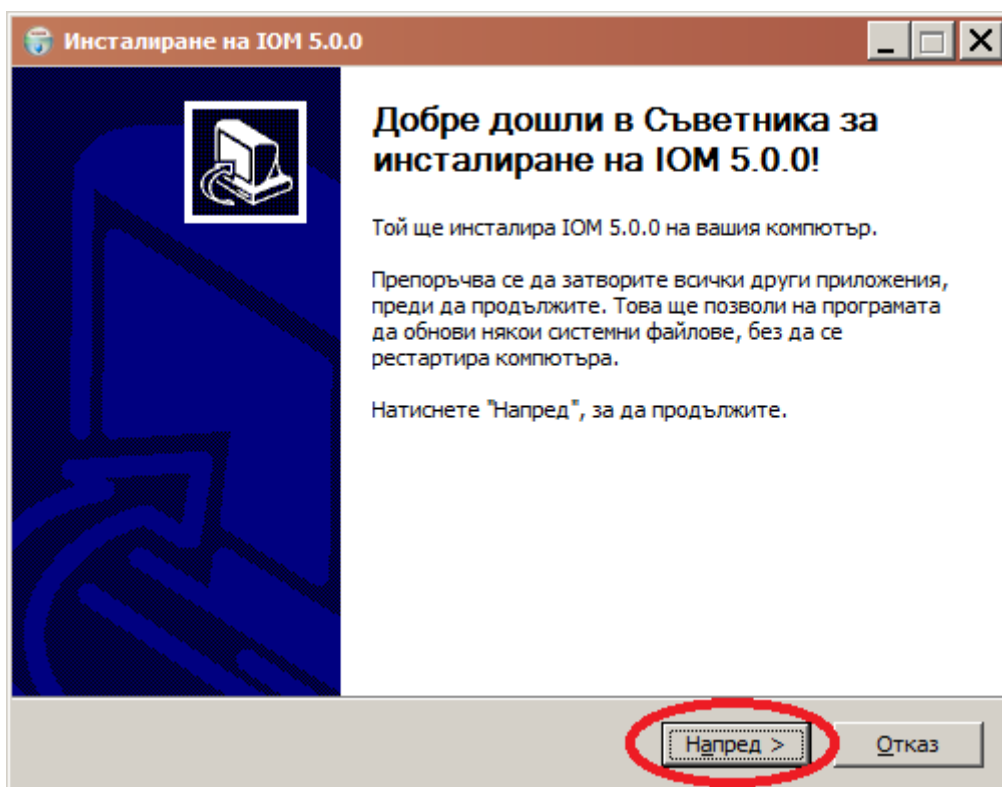 Инсталиране на IOM 5.0.0
Добре дошли в Съветника за
инсталиране на IOM 5.0.0!
Той ще инсталира IOM 5.0.0 на вашия компютър.
Препоръчва се да затворите всички други приложения,
преди да продължите. Това ще позволи на програмата
да обнови някои системни файлове, без да се
рестартира компютъра.
Натиснете "Напред", за да продължите.
Напред >
Отказ